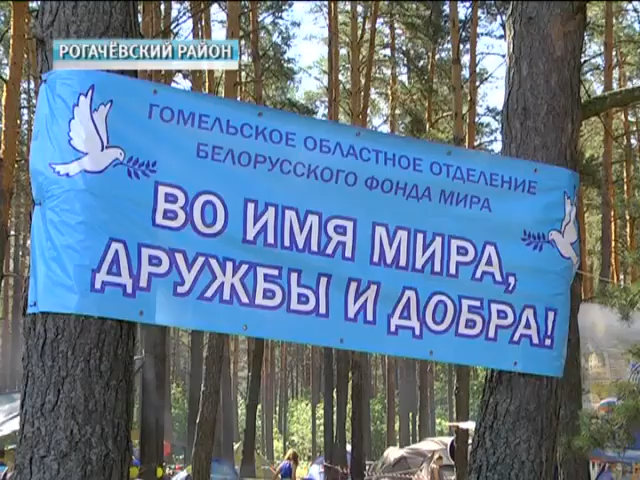 РОГАЧЁВСКИЙ РАЙОН
ГОМЕЛЬСКОЕ ОБЛАСТНОЕ ОТДЕЛЕНИЕ
БЕЛОРУССКОГО ФОНДА МИРА
ВО ИМЯ МИРА,
ДРУЖБЫ И ДОБРА!